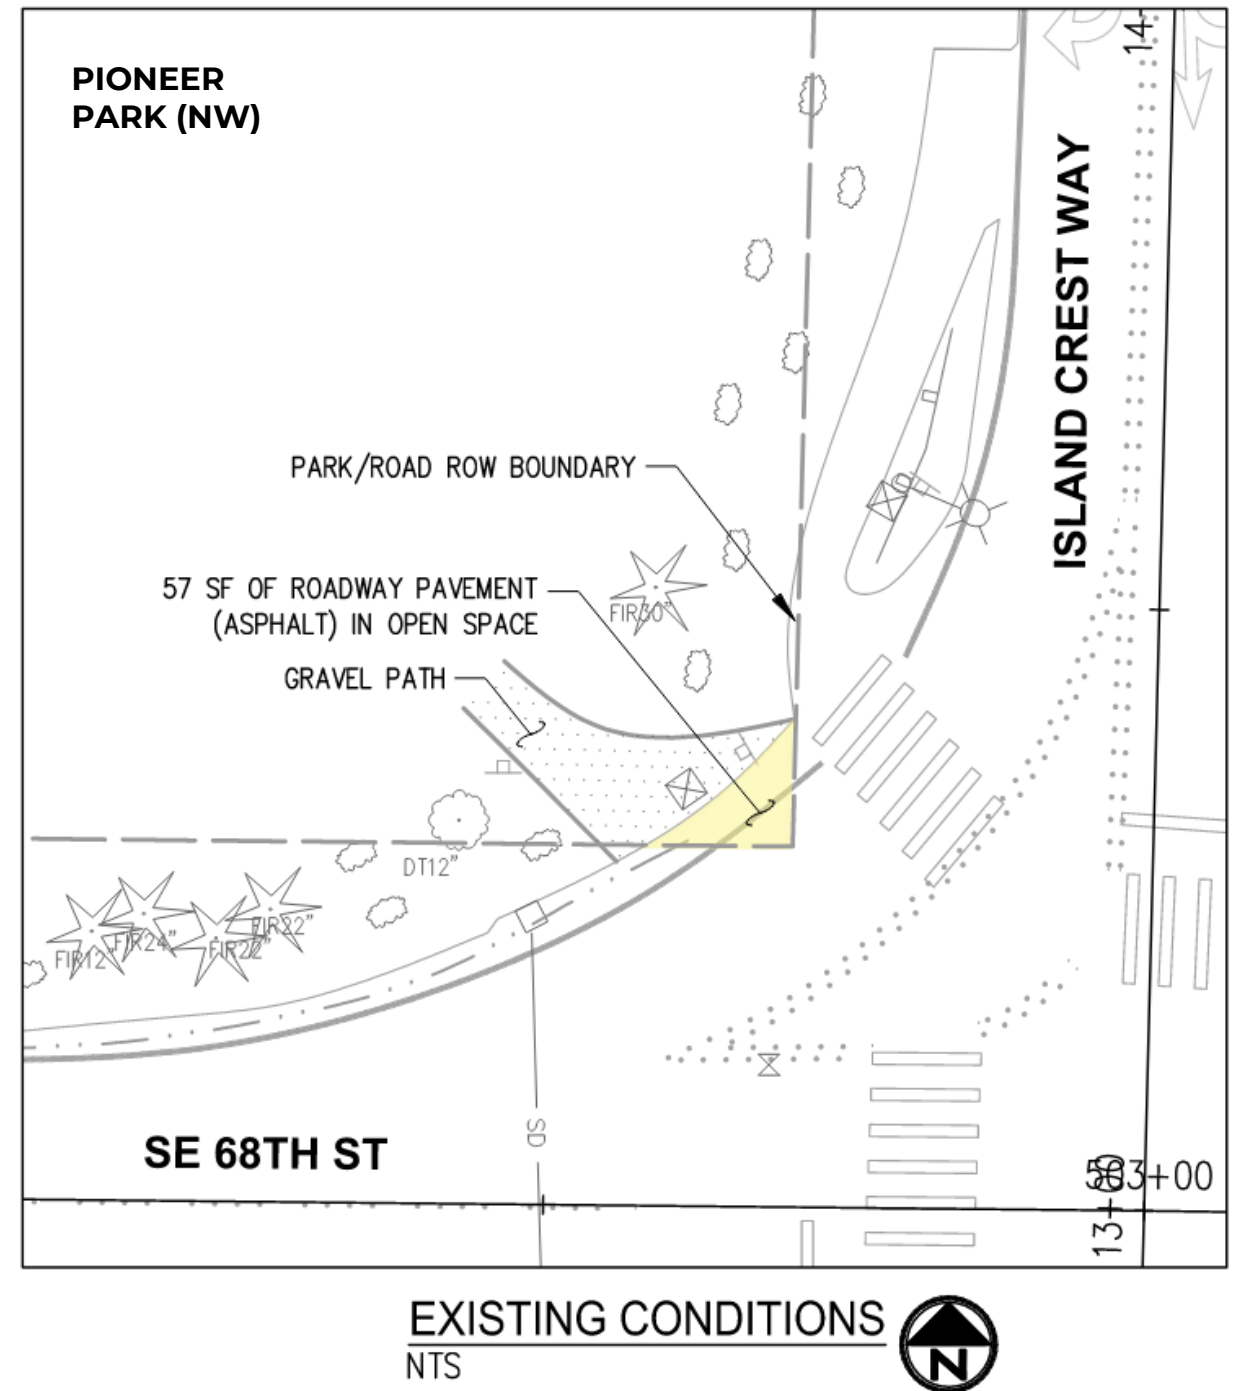 PIONEER
PARK (NW)
14
ISLAND CREST WAY
PARK/ROAD ROW BOUNDARY
57 SF OF ROADWAY PAVEMENT
(ASPHALT) IN OPEN SPACE
FIR30"
GRAVEL PATH
DT12"
FIR12"
FIR24"
FIR22"
FIR22"
SD
SE 68TH ST
503+00
13+00
EXISTING CONDITIONS
NTS
N